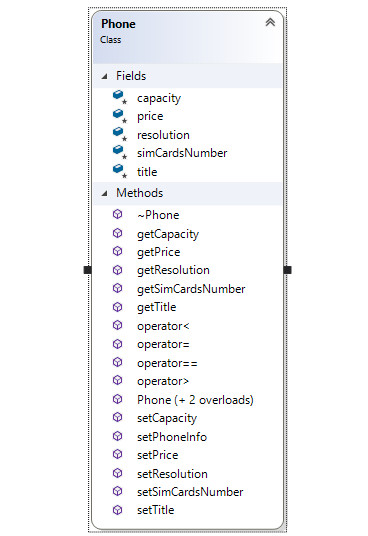 Phone
Class
Fields
capacity
price
resolution
simCardsNumber
title
Methods
~Phone
getCapacity
getPrice
getResolution
getSimCardsNumber
getTitle
operator<
operator=
operator==
operator>
Phone (+ 2 overloads)
setCapacity
setPhoneInfo
setPrice
setResolution
setSimCardsNumber
setTitle